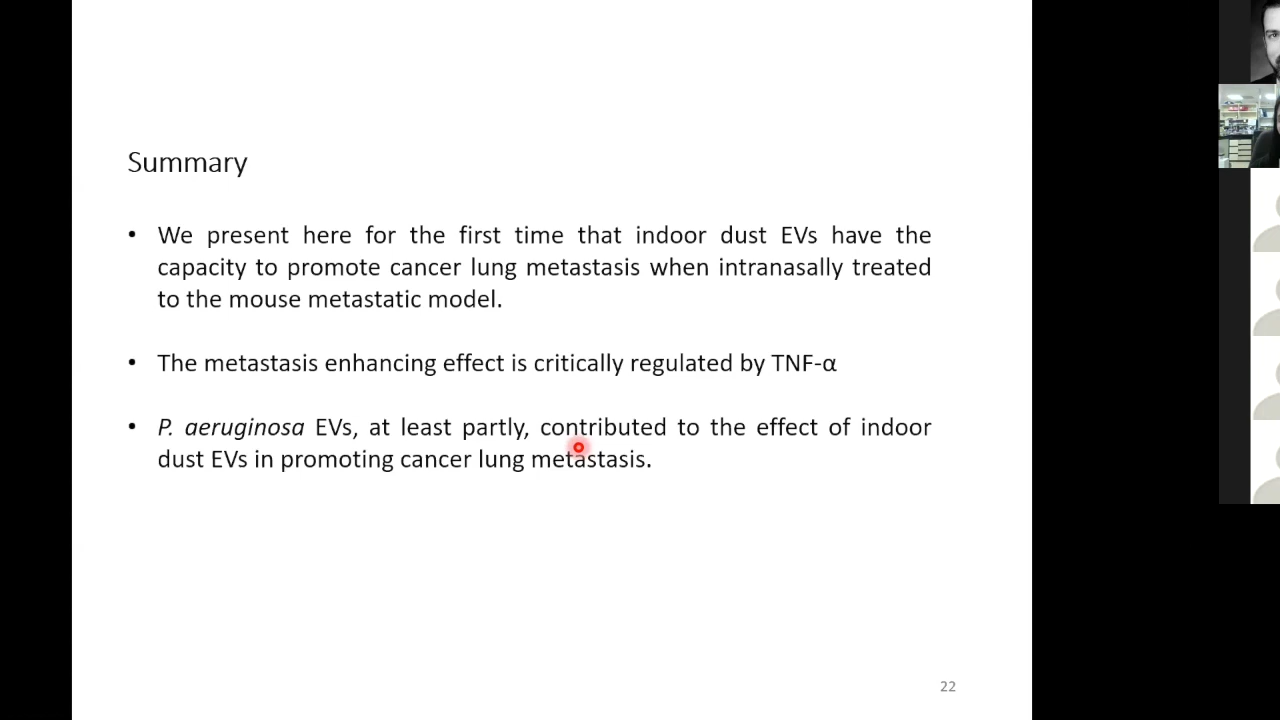 Summary
• We present here for the first time that indoor dust EVs have the
capacity to promote cancer lung metastasis when intranasally treated
to the mouse metastatic model.
• The metastasis enhancing effect is critically regulated by TNF-α
• P. aeruginosa EVs, at least partly, contributed to the effect of indoor
dust EVs in promoting cancer lung metastasis.
22